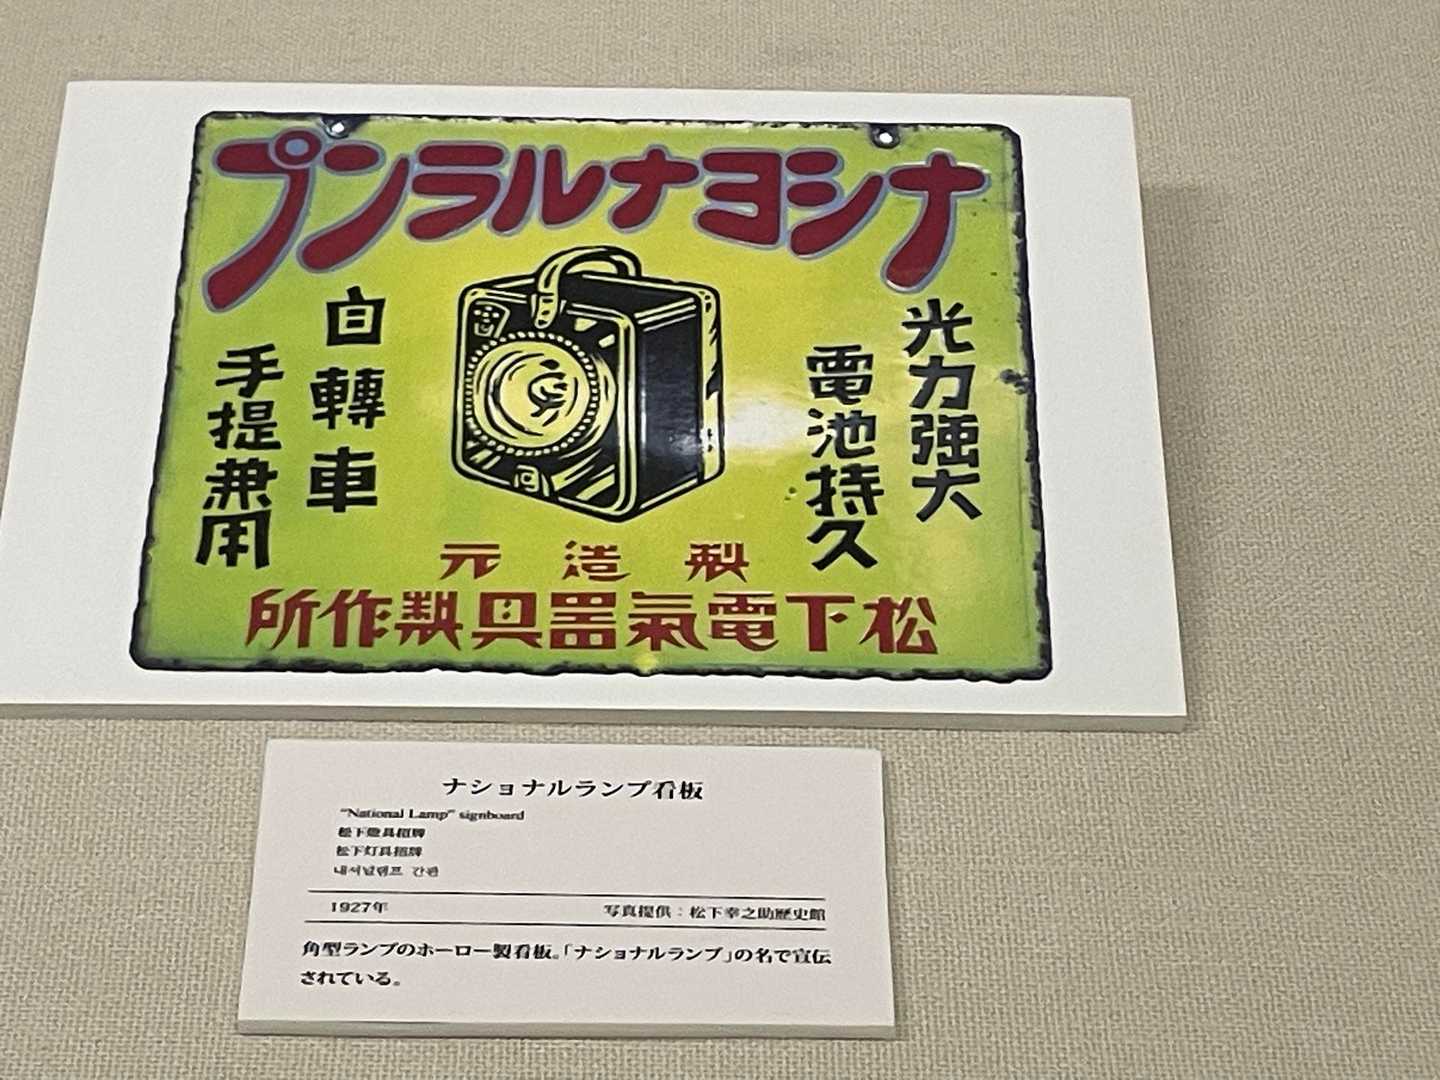 ナシヨナルランプ
光力強大
電池持久
自轉車
手提兼用
製造元
松下電氣器具製作所
ナショナルランプ看板
"National Lamp" signboard
松下燈具招牌
松下灯具招牌
내셔널램프 간판
1927年
写真提供：松下幸之助歴史館
角型ランプのホーロー製看板。「ナショナルランプ」の名で宣伝
されている。